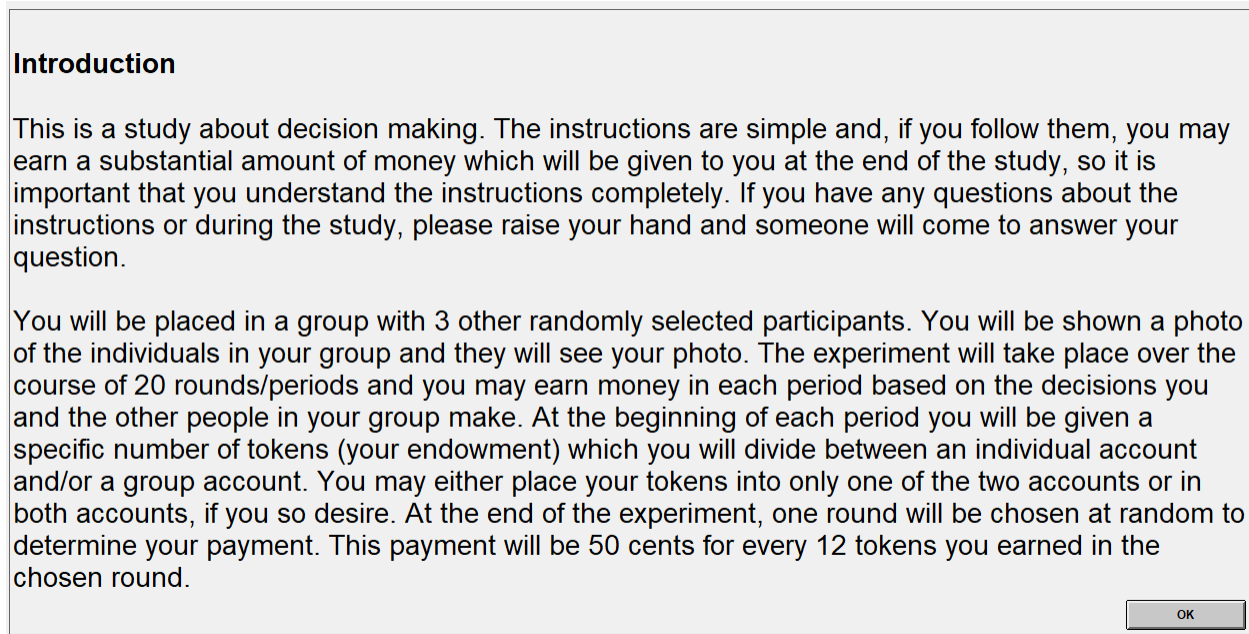 Introduction
This is a study about decision making. The instructions are simple and, if you follow them, you may
earn a substantial amount of money which will be given to you at the end of the study, so it is
important that you understand the instructions completely. If you have any questions about the
instructions or during the study, please raise your hand and someone will come to answer your
question.
You will be placed in a group with 3 other randomly selected participants. You will be shown a photo
of the individuals in your group and they will see your photo. The experiment will take place over the
course of 20 rounds/periods and you may earn money in each period based on the decisions you
and the other people in your group make. At the beginning of each period you will be given a
specific number of tokens (your endowment) which you will divide between an individual account
and/or a group account. You may either place your tokens into only one of the two accounts or in
both accounts, if you so desire. At the end of the experiment, one round will be chosen at random to
determine your payment. This payment will be 50 cents for every 12 tokens you earned in the
chosen round.
OK